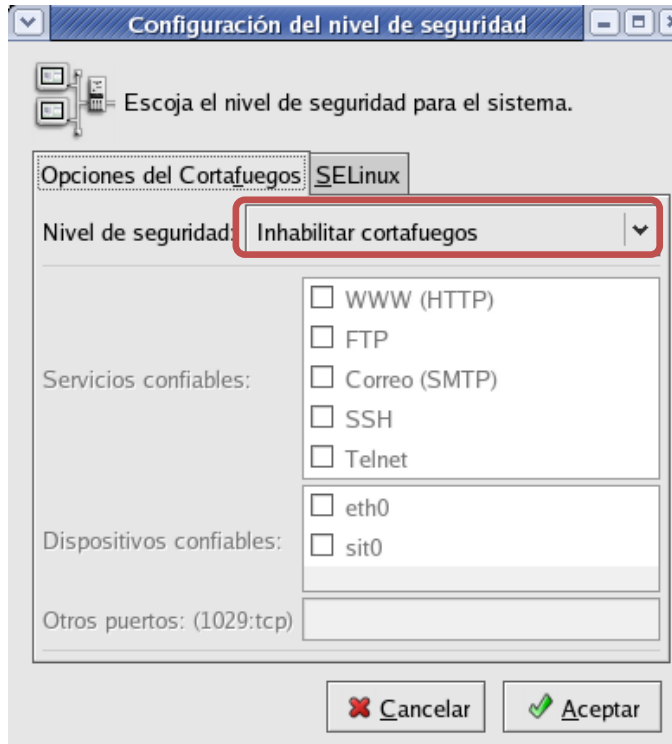 Configuración del nivel de seguridad
Escoja el nivel de seguridad para el sistema.
Opciones del Cortafuegos
SELinux
Nivel de seguridad: Inhabilitar cortafuegos
Servicios confiables:
WWW (HTTP)
FTP
Correo (SMTP)
SSH
Telnet
Dispositivos confiables:
eth0
sit0
Otros puertos: (1029:tcp)
Cancelar
Aceptar